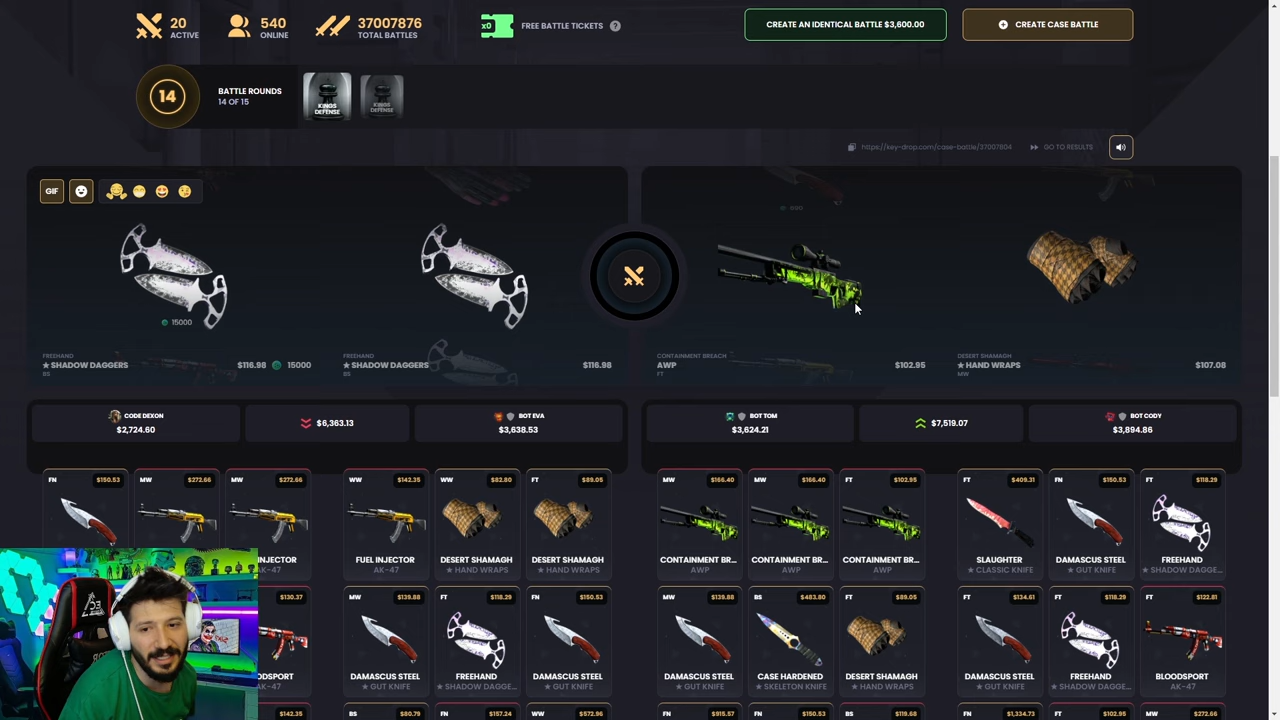 20
ACTIVE
540
ONLINE
37007876
TOTAL BATTLES
x0
FREE BATTLE TICKETS ?
CREATE AN IDENTICAL BATTLE $3,600.00
CREATE CASE BATTLE
14
BATTLE ROUNDS
14 OF 15
KINGS
DEFENSE
KINGS
DEFENSE
https://key-drop.com/case-battle/37007804
GO TO RESULTS
GIF
15000
FREEHAND
★ SHADOW DAGGERS
BS
$116.98
15000
FREEHAND
★ SHADOW DAGGERS
BS
$116.98
CONTAINMENT BREACH
AWP
FT
$102.95
DESERT SHAMAGH
★ HAND WRAPS
MW
$107.08
CODE DEXON
$2,724.60
$6,363.13
BOT EVA
$3,638.53
BOT TOM
$3,624.21
$7,519.07
BOT CODY
$3,894.86
FN $150.53
MW $272.66
MW $272.66
WW $142.35
WW $82.80
FT $89.05
MW $166.40
MW $166.40
FT $102.95
FT $409.31
FN $150.53
FT $118.29
INJECTOR
AK-47
FUEL INJECTOR
AK-47
DESERT SHAMAGH
★ HAND WRAPS
DESERT SHAMAGH
★ HAND WRAPS
CONTAINMENT BR...
AWP
CONTAINMENT BR...
AWP
CONTAINMENT BR...
AWP
SLAUGHTER
★ CLASSIC KNIFE
DAMASCUS STEEL
★ GUT KNIFE
FREEHAND
★ SHADOW DAGGE...
$130.37
MW $139.88
FT $118.29
FN $150.53
MW $139.88
BS $483.80
FT $89.05
FT $134.61
FT $118.29
FT $122.81
ODSPORT
AK-47
DAMASCUS STEEL
★ GUT KNIFE
FREEHAND
★ SHADOW DAGGE...
DAMASCUS STEEL
★ GUT KNIFE
DAMASCUS STEEL
★ GUT KNIFE
CASE HARDENED
★ SKELETON KNIFE
DESERT SHAMAGH
★ HAND WRAPS
DAMASCUS STEEL
★ GUT KNIFE
FREEHAND
★ SHADOW DAGGE...
BLOODSPORT
AK-47
$142.35
BS $80.79
FN $157.24
WW $572.96
FT $915.57
FN $150.53
BS $119.68
FN $1,334.73
FT $102.95
MW $272.66